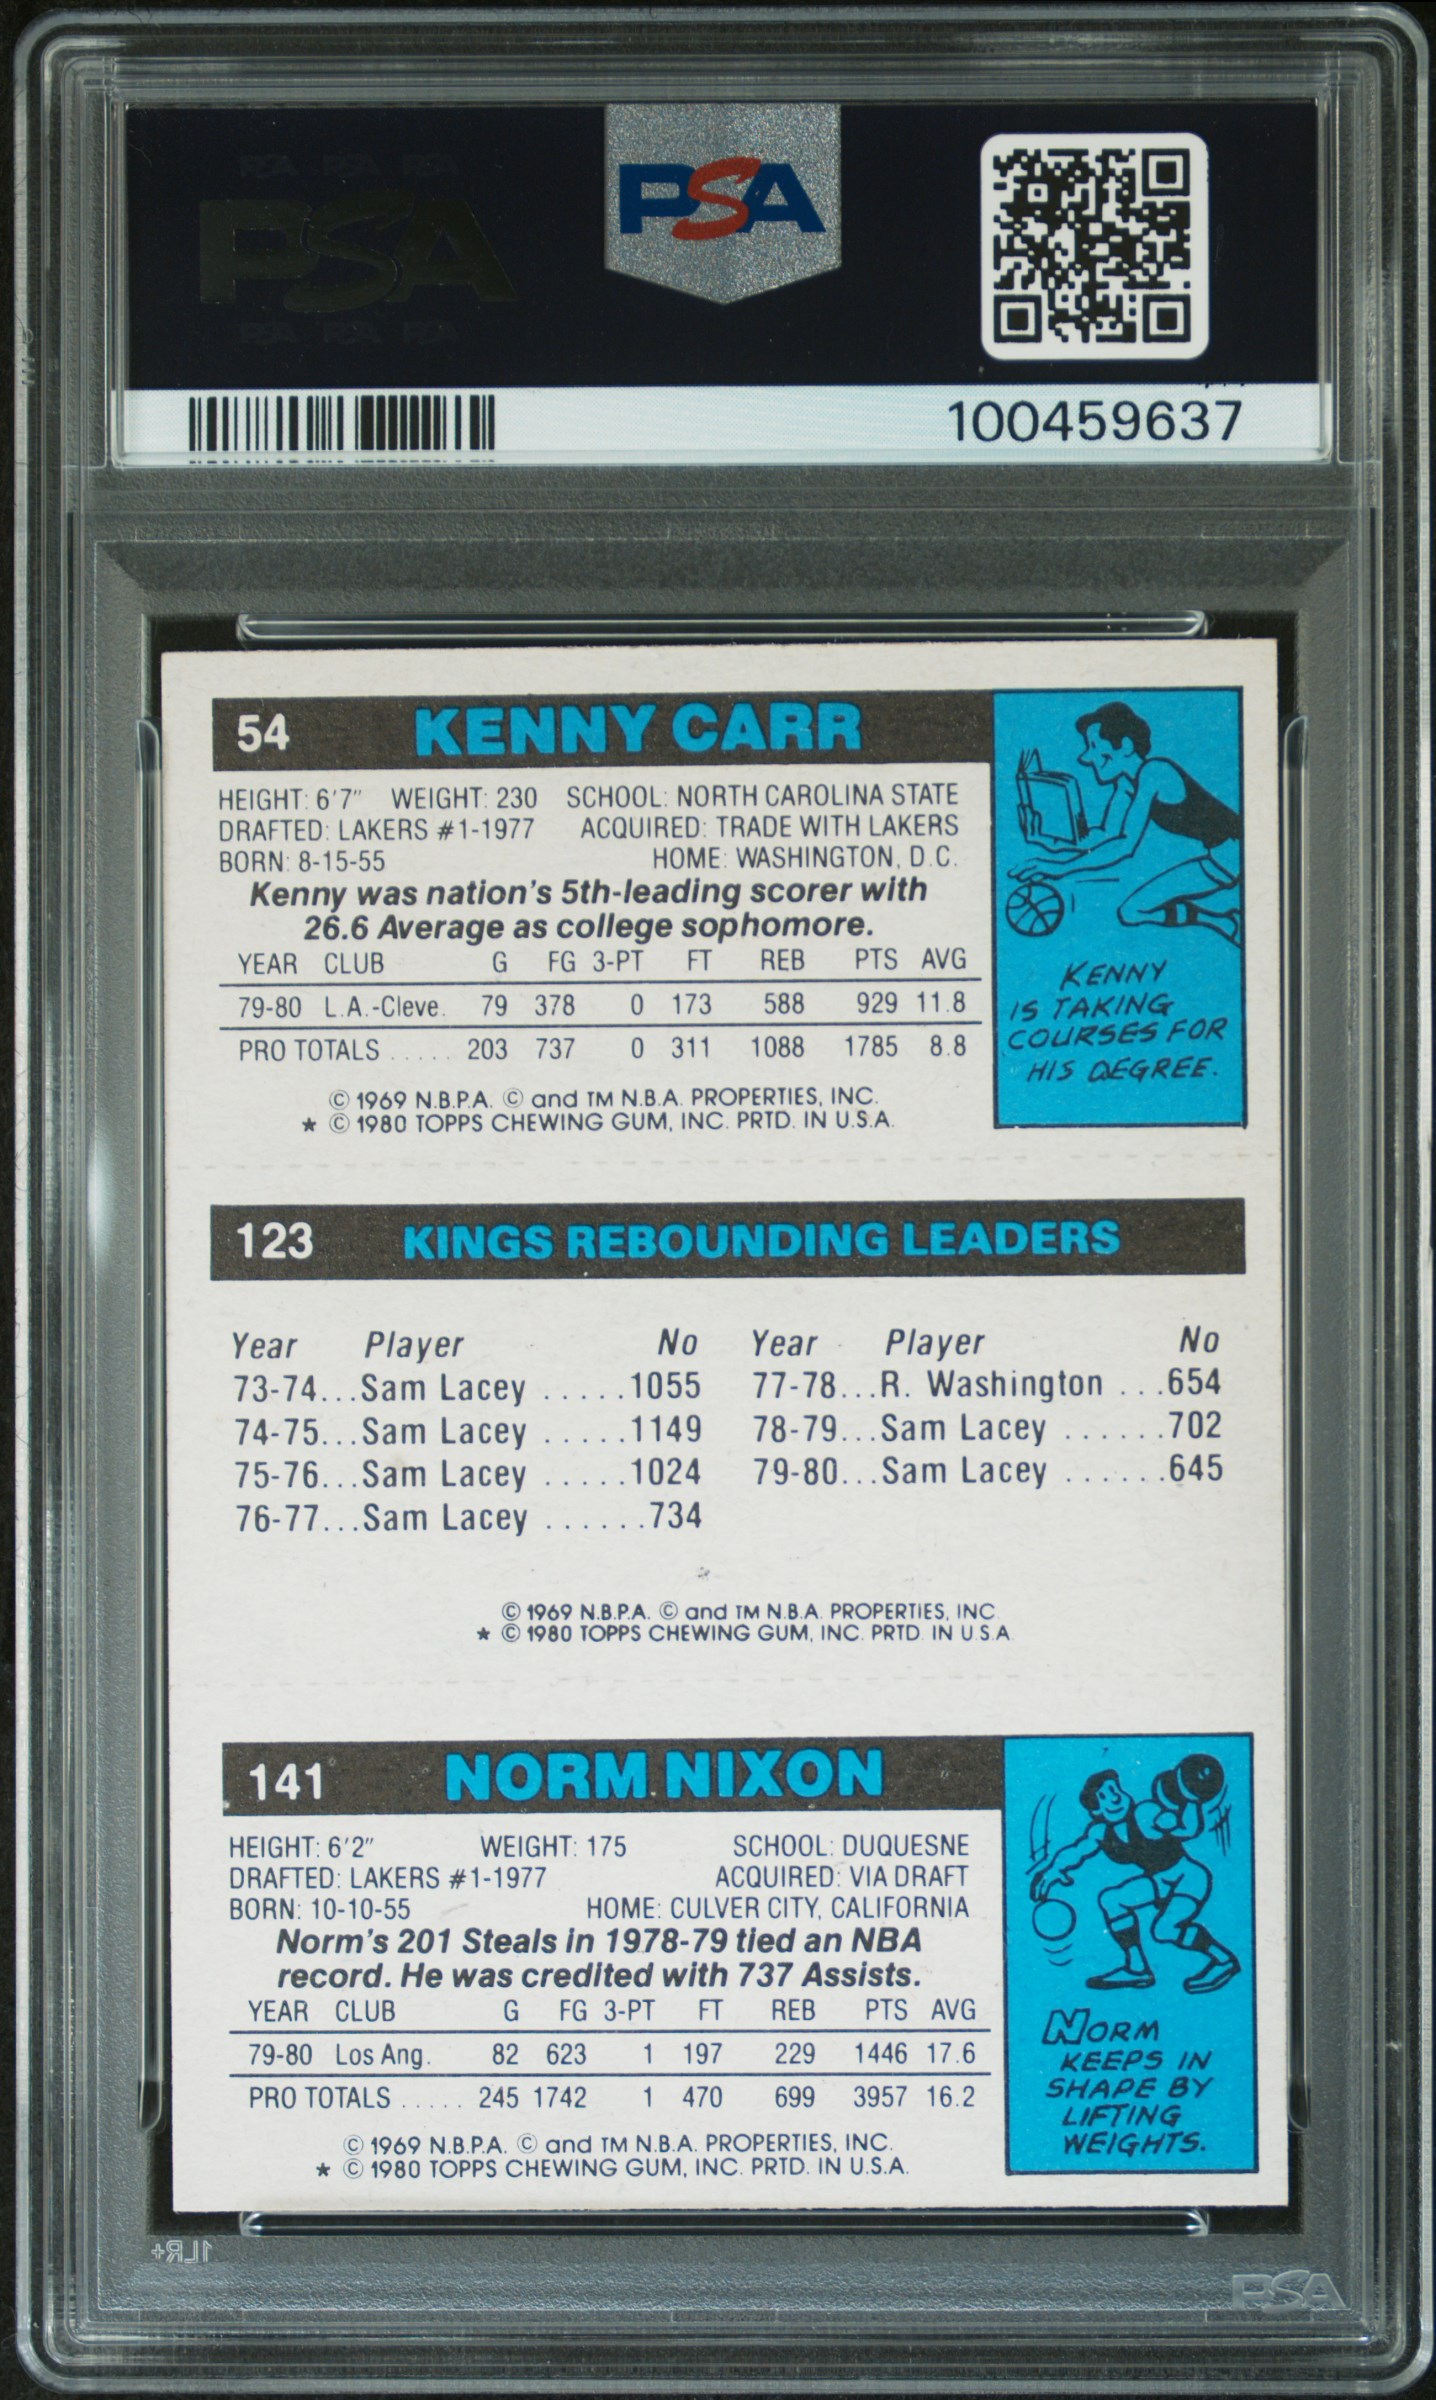 PSA PSA PSA
PSA
PSA PSA PSA
PSA
100459637
54 KENNY CARR
HEIGHT: 6'7" WEIGHT: 230 SCHOOL: NORTH CAROLINA STATE
DRAFTED: LAKERS #1-1977 ACQUIRED: TRADE WITH LAKERS
BORN: 8-15-55 HOME: WASHINGTON, D.C.
Kenny was nation's 5th-leading scorer with
26.6 Average as college sophomore.
YEAR CLUB G FG 3-PT FT REB PTS AVG
79-80 L.A.-Cleve. 79 378 0 173 588 929 11.8
PRO TOTALS ..... 203 737 0 311 1088 1785 8.8
© 1969 N.B.P.A. © and TM N.B.A. PROPERTIES, INC.
* © 1980 TOPPS CHEWING GUM, INC. PRTD. IN U.S.A.
KENNY
IS TAKING
COURSES FOR
HIS DEGREE.
123 KINGS REBOUNDING LEADERS
Year Player No Year Player No
73-74...Sam Lacey .....1055 77-78...R. Washington ...654
74-75...Sam Lacey .....1149 78-79...Sam Lacey ......702
75-76...Sam Lacey .....1024 79-80...Sam Lacey ......645
76-77...Sam Lacey ......734
© 1969 N.B.P.A. © and TM N.B.A. PROPERTIES, INC.
* © 1980 TOPPS CHEWING GUM, INC. PRTD. IN U.S.A.
141 NORM NIXON
HEIGHT: 6'2" WEIGHT: 175 SCHOOL: DUQUESNE
DRAFTED: LAKERS #1-1977 ACQUIRED: VIA DRAFT
BORN: 10-10-55 HOME: CULVER CITY, CALIFORNIA
Norm's 201 Steals in 1978-79 tied an NBA
record. He was credited with 737 Assists.
YEAR CLUB G FG 3-PT FT REB PTS AVG
79-80 Los Ang. 82 623 1 197 229 1446 17.6
PRO TOTALS ..... 245 1742 1 470 699 3957 16.2
© 1969 N.B.P.A. © and TM N.B.A. PROPERTIES, INC.
* © 1980 TOPPS CHEWING GUM, INC. PRTD. IN U.S.A.
NORM
KEEPS IN
SHAPE BY
LIFTING
WEIGHTS.
1LR+
PSA